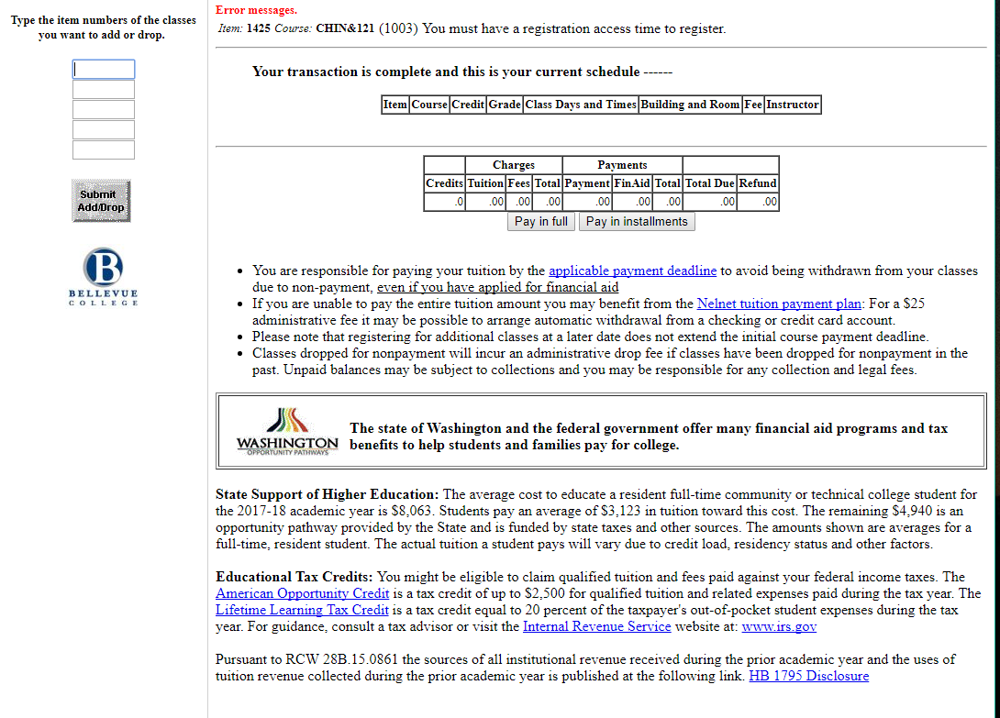 Type the item numbers of the classes
you want to add or drop.
Submit
Add/Drop
B
BELLEVUE
COLLEGE
Error messages.
Item: 1425 Course: CHIN&121 (1003) You must have a registration access time to register.
Your transaction is complete and this is your current schedule ------
Item Course Credit Grade Class Days and Times Building and Room Fee Instructor
Charges Payments
Credits Tuition Fees Total Payment FinAid Total Total Due Refund
.0 .00 .00 .00 .00 .00 .00 .00 .00
Pay in full Pay in installments
• You are responsible for paying your tuition by the applicable payment deadline to avoid being withdrawn from your classes
due to non-payment, even if you have applied for financial aid
• If you are unable to pay the entire tuition amount you may benefit from the Nelnet tuition payment plan: For a $25
administrative fee it may be possible to arrange automatic withdrawal from a checking or credit card account.
• Please note that registering for additional classes at a later date does not extend the initial course payment deadline.
• Classes dropped for nonpayment will incur an administrative drop fee if classes have been dropped for nonpayment in the
past. Unpaid balances may be subject to collections and you may be responsible for any collection and legal fees.
WASHINGTON
OPPORTUNITY PATHWAYS
The state of Washington and the federal government offer many financial aid programs and tax
benefits to help students and families pay for college.
State Support of Higher Education: The average cost to educate a resident full-time community or technical college student for
the 2017-18 academic year is $8,063. Students pay an average of $3,123 in tuition toward this cost. The remaining $4,940 is an
opportunity pathway provided by the State and is funded by state taxes and other sources. The amounts shown are averages for a
full-time, resident student. The actual tuition a student pays will vary due to credit load, residency status and other factors.
Educational Tax Credits: You might be eligible to claim qualified tuition and fees paid against your federal income taxes. The
American Opportunity Credit is a tax credit of up to $2,500 for qualified tuition and related expenses paid during the tax year. The
Lifetime Learning Tax Credit is a tax credit equal to 20 percent of the taxpayer's out-of-pocket student expenses during the tax
year. For guidance, consult a tax advisor or visit the Internal Revenue Service website at: www.irs.gov
Pursuant to RCW 28B.15.0861 the sources of all institutional revenue received during the prior academic year and the uses of
tuition revenue collected during the prior academic year is published at the following link. HB 1795 Disclosure